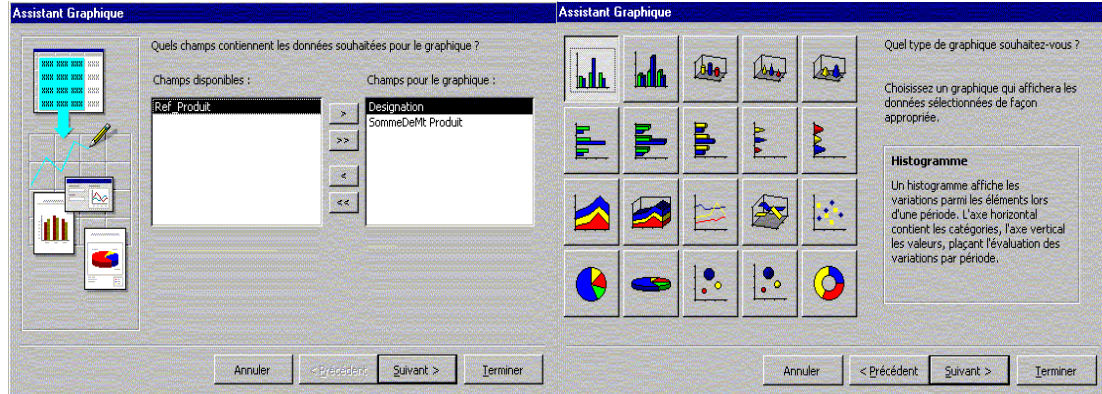 Assistant Graphique
Quels champs contiennent les données souhaitées pour le graphique ?
Champs disponibles :
Champs pour le graphique :
Ref_Produit
>
>>
<
<<
Designation
SommeDeMt Produit
Annuler
< Précédent
Suivant >
Terminer
Assistant Graphique
Quel type de graphique souhaitez-vous ?
Choisissez un graphique qui affichera les
données sélectionnées de façon
appropriée.
Histogramme
Un histogramme affiche les
variations parmi les éléments lors
d'une période. L'axe horizontal
contient les catégories, l'axe vertical
les valeurs, plaçant l'évaluation des
variations par période.
Annuler
< Précédent
Suivant >
Terminer